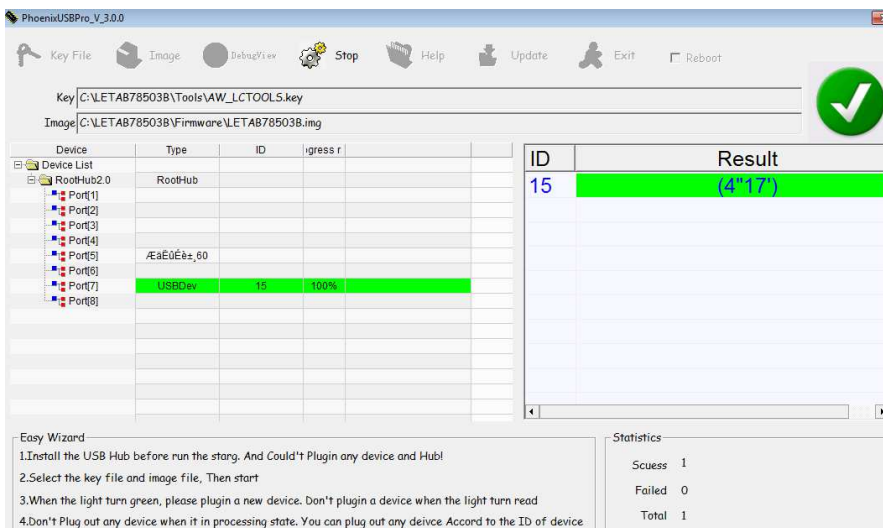 PhoenixUSBPro_V_3.0.0
Key File Image DebugView Stop Help Update Exit Reboot
Key C:\LETAB78503B\Tools\AW_LCTOOLS.key
Image C:\LETAB78503B\Firmware\LETAB78503B.img
Device Type ID ıgress r
Device List
RootHub2.0 RootHub
Port[1]
Port[2]
Port[3]
Port[4]
Port[5] ÆäËûÉè±¸60
Port[6]
Port[7] USBDev 15 100%
Port[8]
ID Result
15 (4"17')
Easy Wizard
1.Install the USB Hub before run the starg. And Could't Plugin any device and Hub!
2.Select the key file and image file, Then start
3.When the light turn green, please plugin a new device. Don't plugin a device when the light turn read
4.Don't Plug out any device when it in processing state. You can plug out any deivce Accord to the ID of device
Statistics
Scuess 1
Failed 0
Total 1